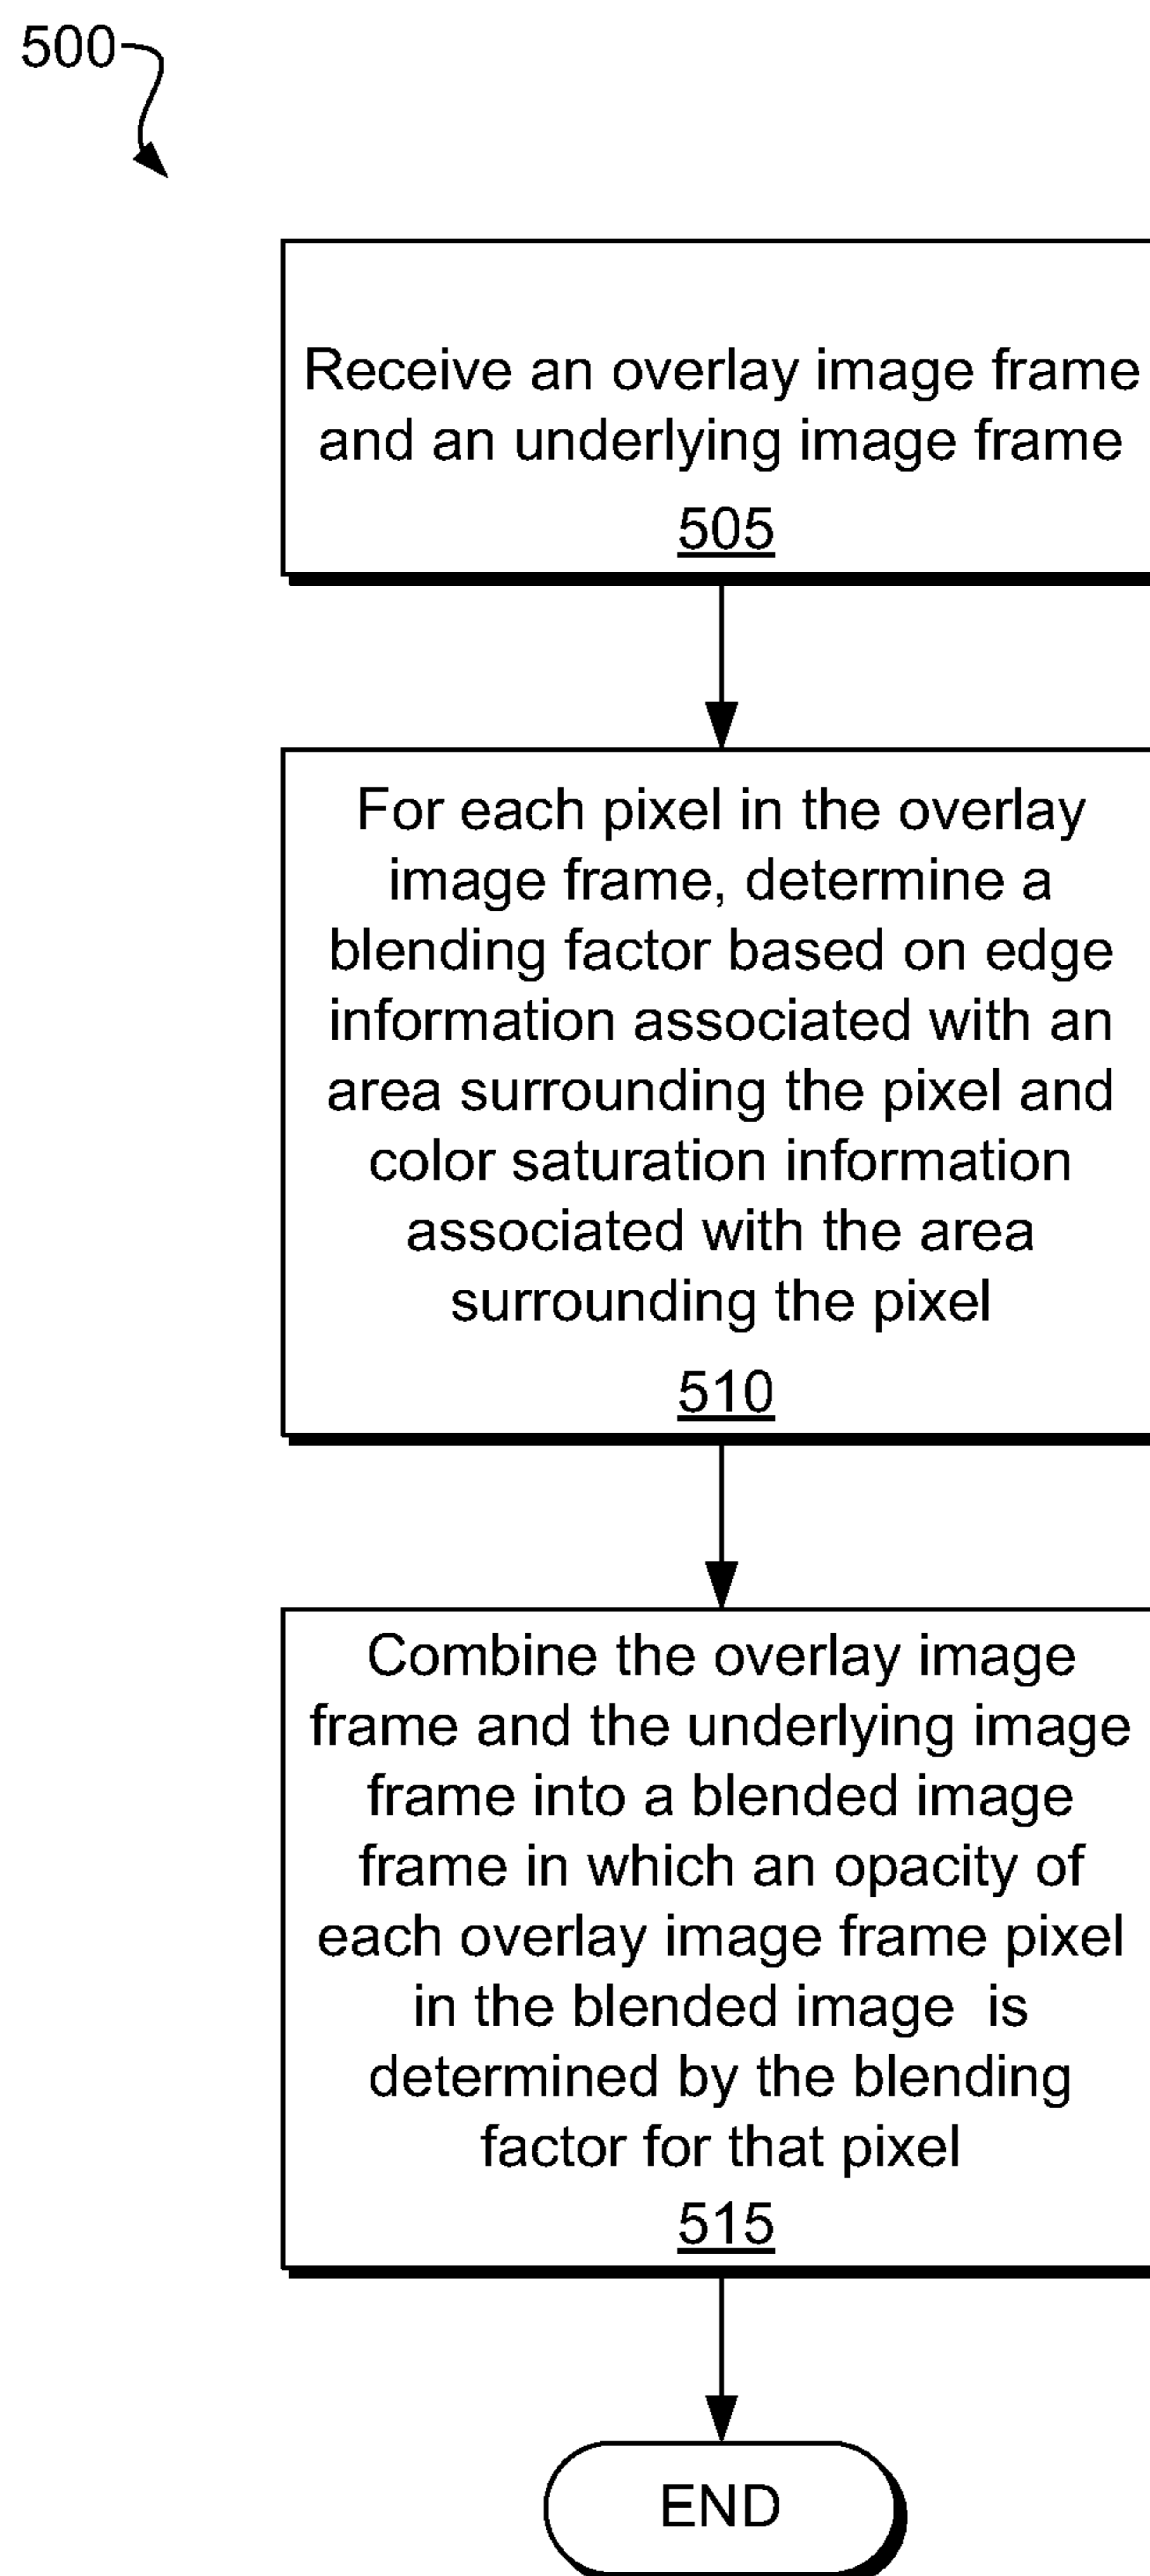 500
Receive an overlay image frame
and an underlying image frame
505
For each pixel in the overlay
image frame, determine a
blending factor based on edge
information associated with an
area surrounding the pixel and
color saturation information
associated with the area
surrounding the pixel
510
Combine the overlay image
frame and the underlying image
frame into a blended image
frame in which an opacity of
each overlay image frame pixel
in the blended image  is
determined by the blending
factor for that pixel
515
END